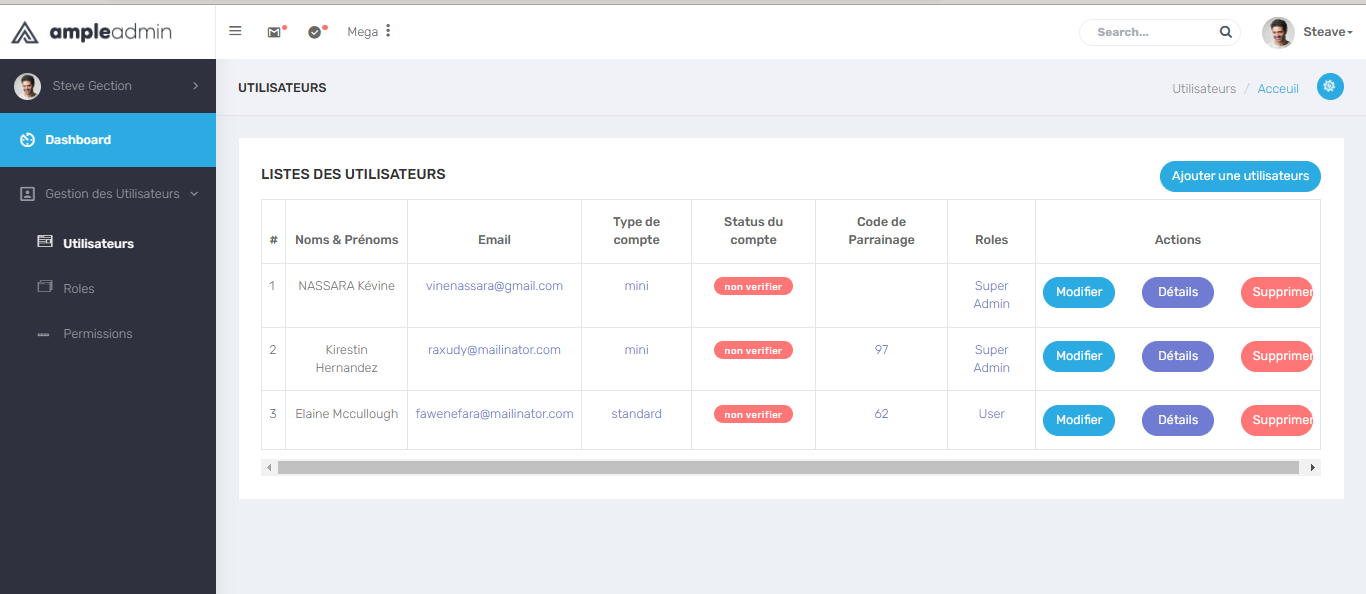 ampleadmin
Mega
Search...
Steave
Steve Gection
UTILISATEURS
Utilisateurs / Acceuil
Dashboard
Gestion des Utilisateurs
Utilisateurs
Roles
Permissions
LISTES DES UTILISATEURS
Ajouter une utilisateurs
# Noms & Prénoms Email Type de compte Status du compte Code de Parrainage Roles Actions
1 NASSARA Kévine vinenassara@gmail.com mini non verifier Super Admin Modifier Détails Supprimer
2 Kirestin Hernandez raxudy@mailinator.com mini non verifier 97 Super Admin Modifier Détails Supprimer
3 Elaine Mccullough fawenefara@mailinator.com standard non verifier 62 User Modifier Détails Supprimer